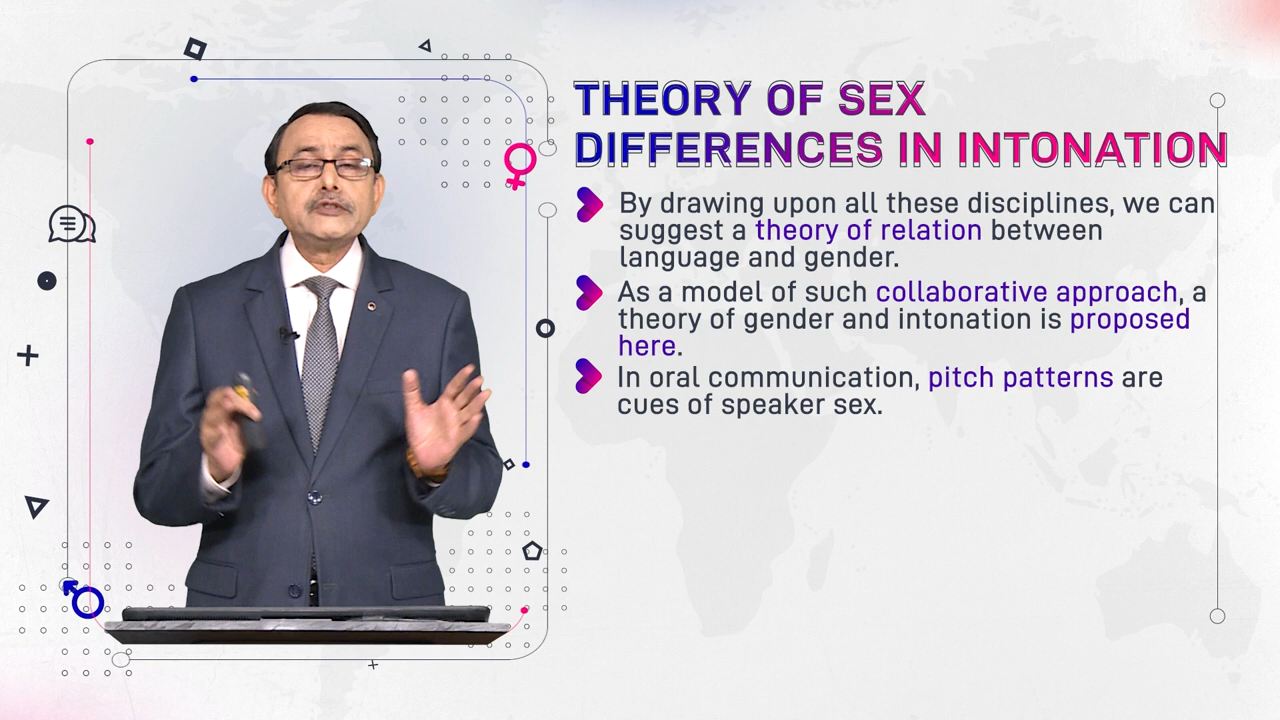 THEORY OF SEX
DIFFERENCES IN INTONATION
By drawing upon all these disciplines, we can
suggest a theory of relation between
language and gender.
As a model of such collaborative approach, a
theory of gender and intonation is proposed
here.
In oral communication, pitch patterns are
cues of speaker sex.